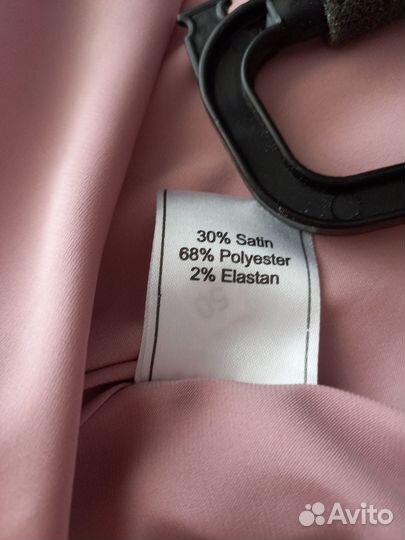 30% Satin
68% Polyester
2% Elastan
Avito